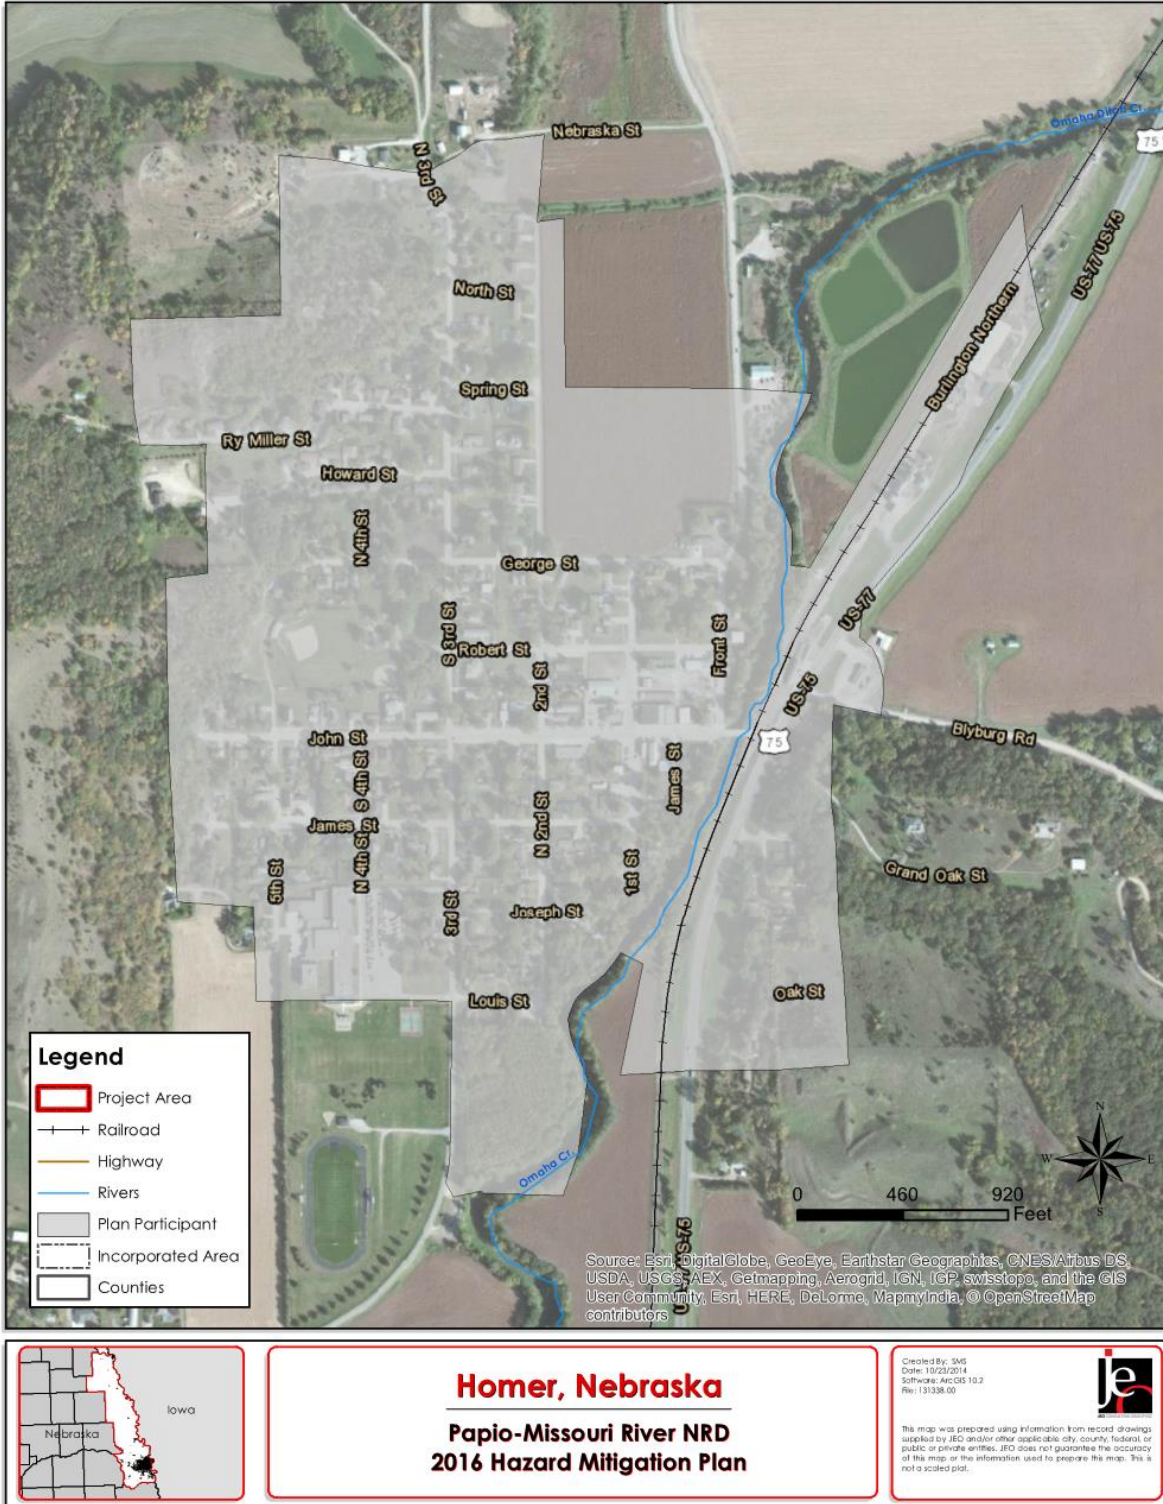 Omaha Ditch Cr.
75
Nebraska St
N 3rd St
US-77 US-75
North St
Burlington Northern
Spring St
Ry Miller St
Howard St
N 4th St
George St
S 3rd St
Robert St
Front St
US-77
2nd St
US-75
Blyburg Rd
John St
75
S 4th St
James St
James St
N 2nd St
N 4th St
5th St
1st St
Grand Oak St
3rd St
Joseph St
Louis St
Oak St
Omaha Cr.
Legend
Project Area
Railroad
Highway
Rivers
Plan Participant
Incorporated Area
Counties
N
W
E
S
0 460 920
Feet
US-75
Source: Esri, DigitalGlobe, GeoEye, Earthstar Geographics, CNES/Airbus DS,
USDA, USGS, AEX, Getmapping, Aerogrid, IGN, IGP, swisstopo, and the GIS
User Community, Esri, HERE, DeLorme, MapmyIndia, © OpenStreetMap
contributors
Iowa
Nebraska
Homer, Nebraska
Papio-Missouri River NRD
2016 Hazard Mitigation Plan
Created By: SMS
Date: 10/23/2014
Software: ArcGIS 10.2
File: 131338.00
jeo
This map was prepared using information from record drawings
supplied by JEO and/or other applicable city, county, federal, or
public or private entities. JEO does not guarantee the accuracy
of this map or the information used to prepare this map. This is
not a scaled plat.